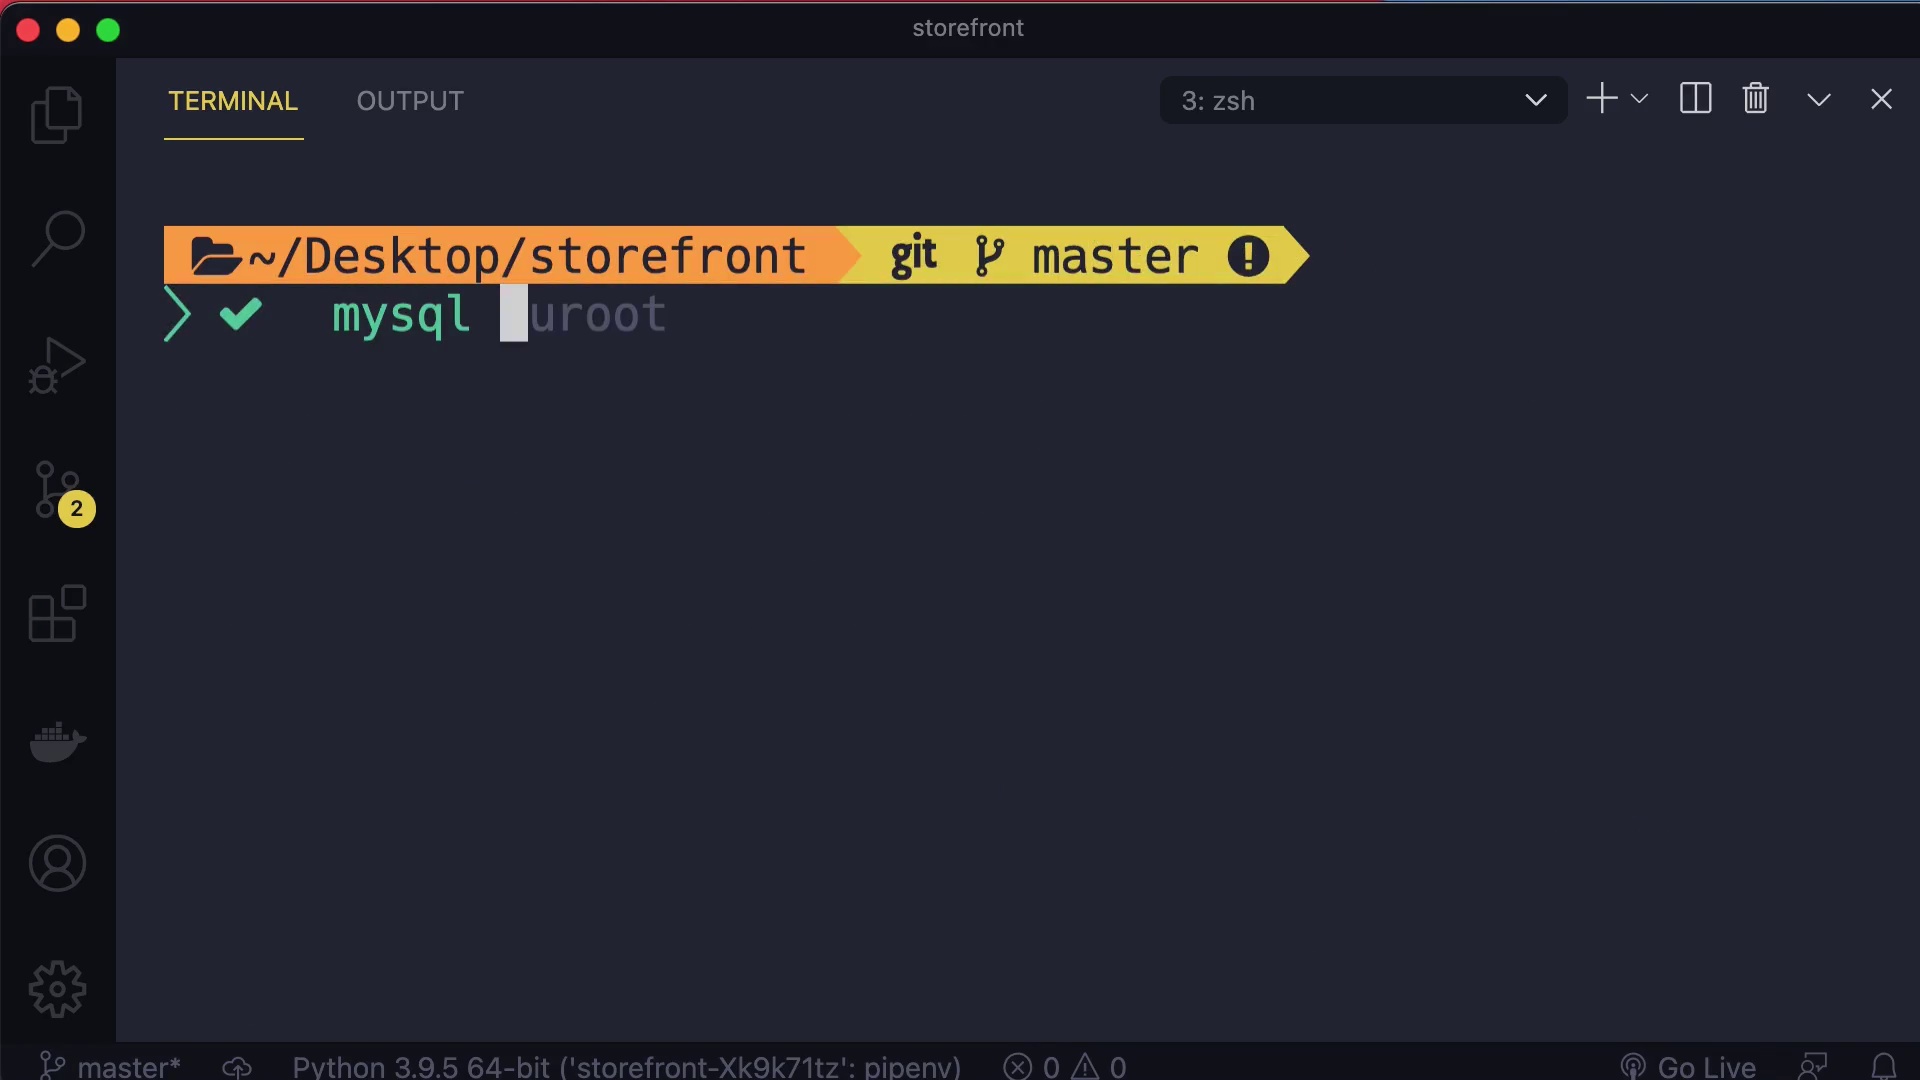 storefront
TERMINAL OUTPUT 3: zsh
~/Desktop/storefront git master
mysql uroot
2
master* Python 3.9.5 64-bit ('storefront-Xk9k71tz': pipenv) 0 0 Go Live